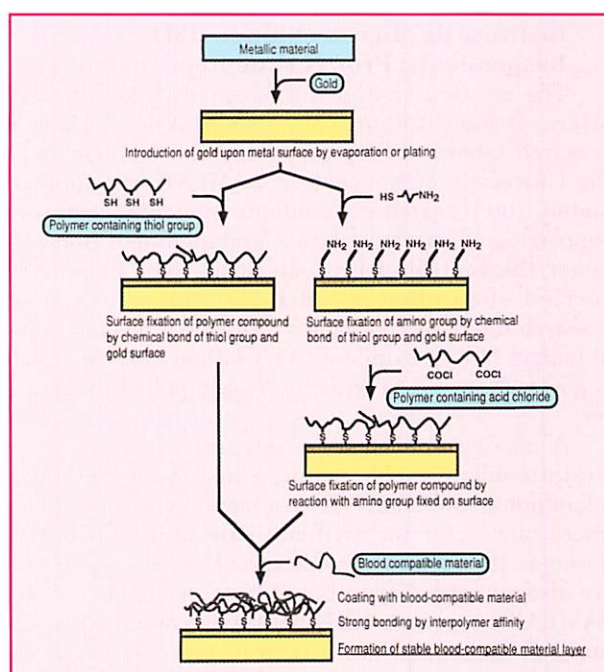 Metallic material
Gold
Introduction of gold upon metal surface by evaporation or plating
SH SH SH
HS NH2
Polymer containing thiol group
NH2 NH2 NH2 NH2 NH2 NH2
S S S S S S
S S S S S S
Surface fixation of polymer compound
by chemical bond of thiol group and
gold surface
Surface fixation of amino group by chemical
bond of thiol group and gold surface
COCl COCl
Polymer containing acid chloride
S S S S S S
Surface fixation of polymer compound by
reaction with amino group fixed on surface
Blood compatible material
Coating with blood-compatible material
S S S S S S
Strong bonding by interpolymer affinity
Formation of stable blood-compatible material layer